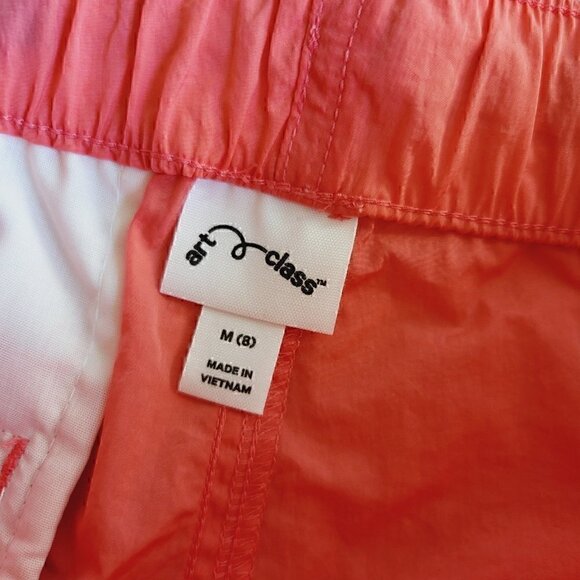 art class™
M (8)
MADE IN
VIETNAM